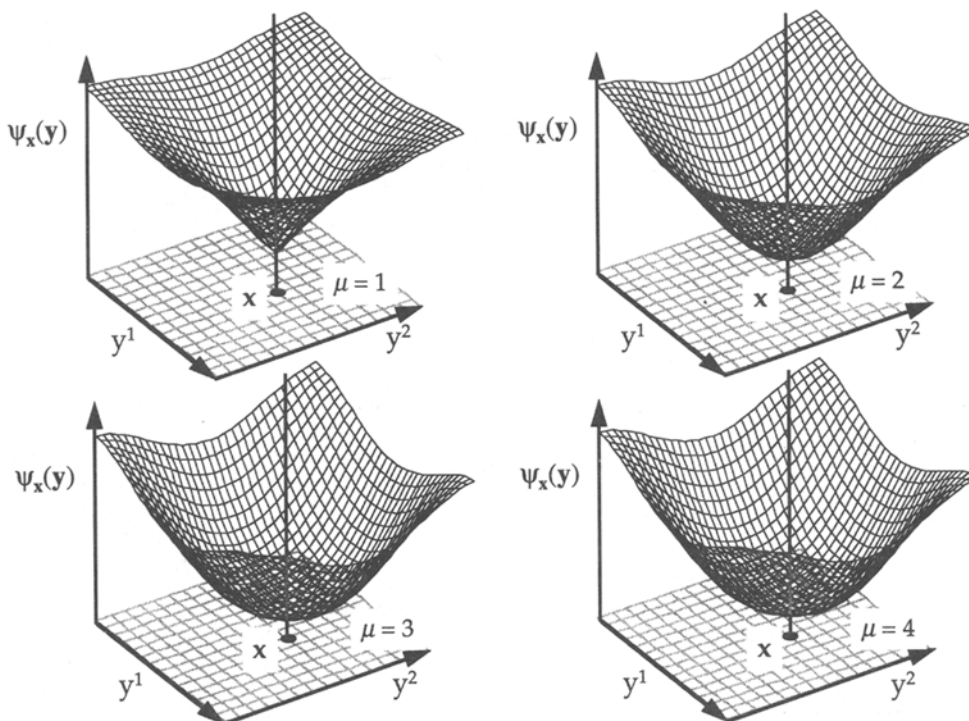 ψₓ(y)
x
μ = 1
y¹
y²
ψₓ(y)
x
μ = 2
y¹
y²
ψₓ(y)
x
μ = 3
y¹
y²
ψₓ(y)
x
μ = 4
y¹
y²